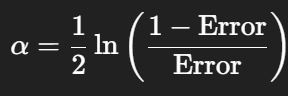 α = 1/2 ln ( (1 − Error) / Error )